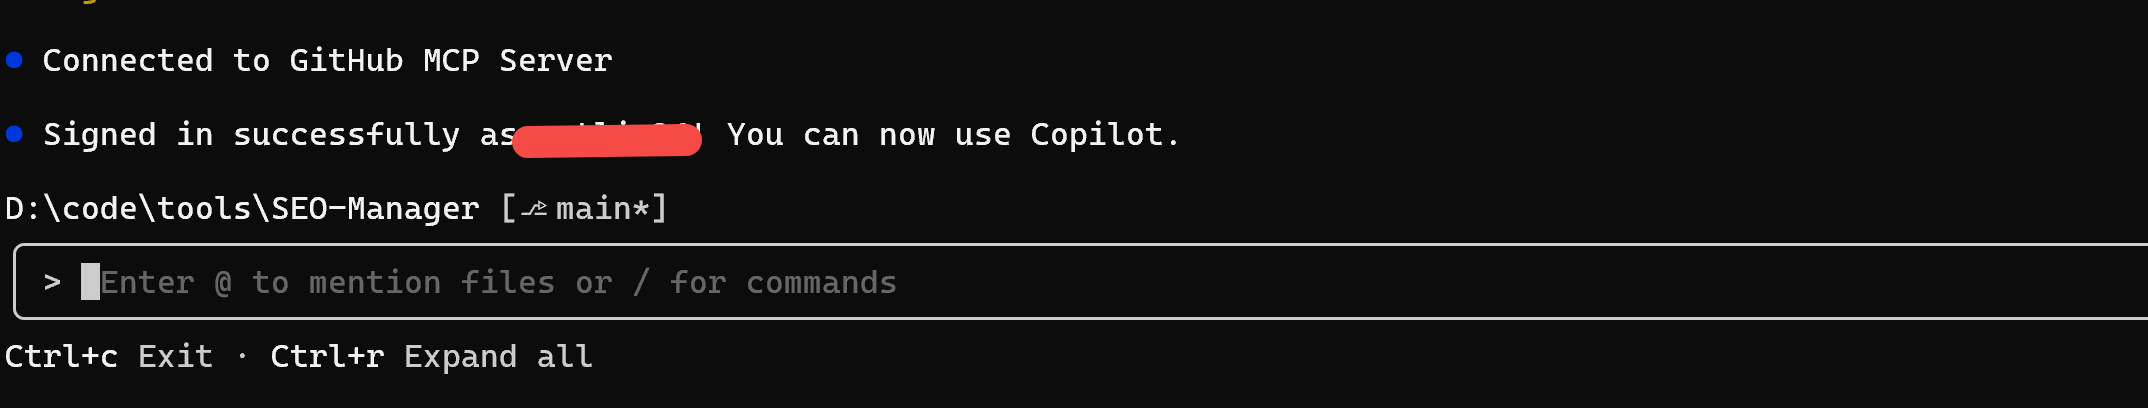 ● Connected to GitHub MCP Server
● Signed in successfully as You can now use Copilot.
D:\code\tools\SEO-Manager [⎇ main*]
> Enter @ to mention files or / for commands
Ctrl+c Exit · Ctrl+r Expand all